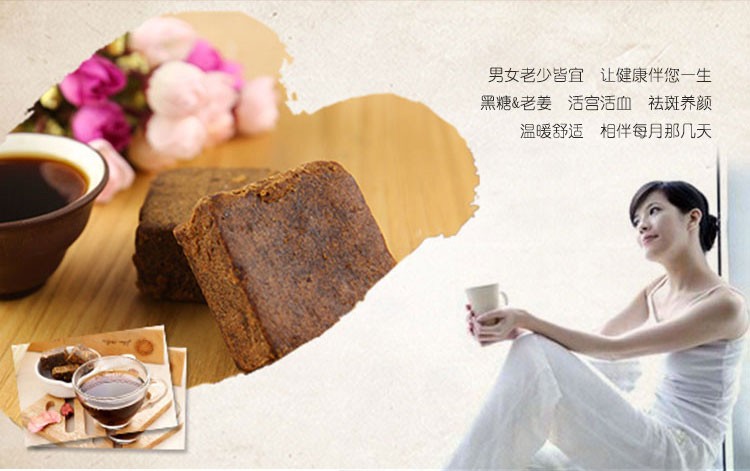 男女老少皆宜 让健康伴您一生
黑糖&老姜 活宫活血 祛斑养颜
温暖舒适 相伴每月那几天